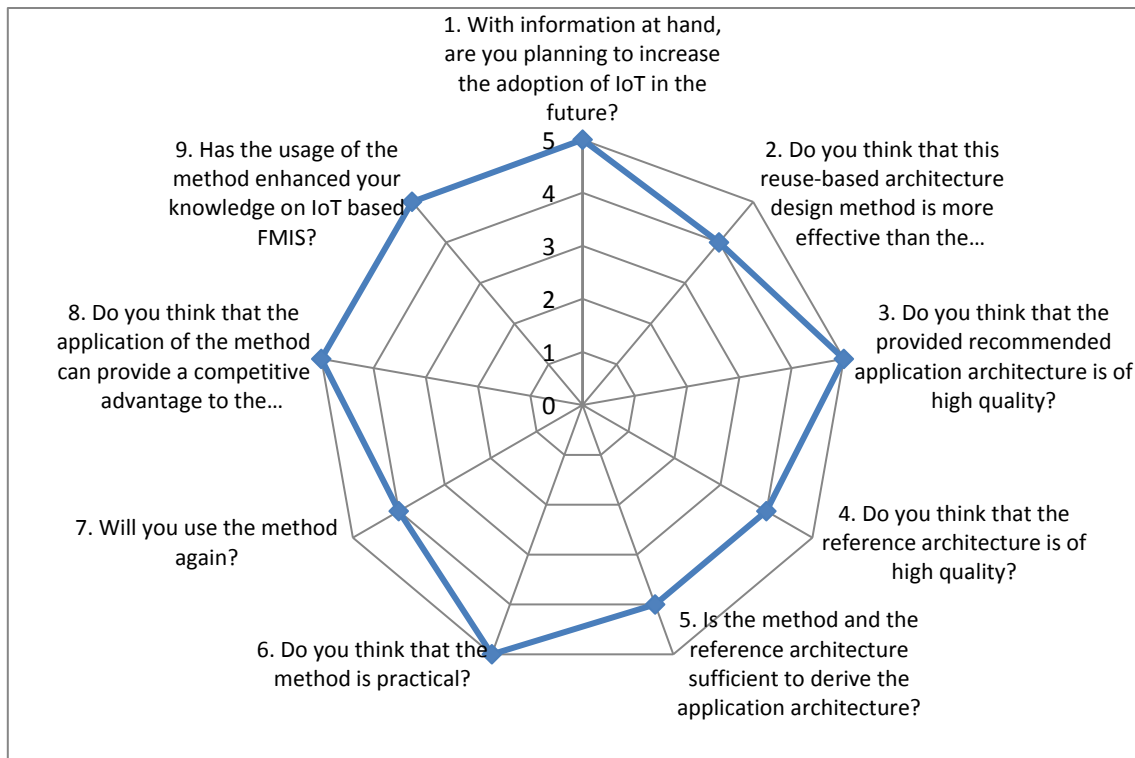 1. With information at hand,
are you planning to increase
the adoption of IoT in the
future?
2. Do you think that this
reuse-based architecture
design method is more
effective than the…
3. Do you think that the
provided recommended
application architecture is of
high quality?
4. Do you think that the
reference architecture is of
high quality?
5. Is the method and the
reference architecture
sufficient to derive the
application architecture?
6. Do you think that the
method is practical?
7. Will you use the method
again?
8. Do you think that the
application of the method
can provide a competitive
advantage to the…
9. Has the usage of the
method enhanced your
knowledge on IoT based
FMIS?
5
4
3
2
1
0